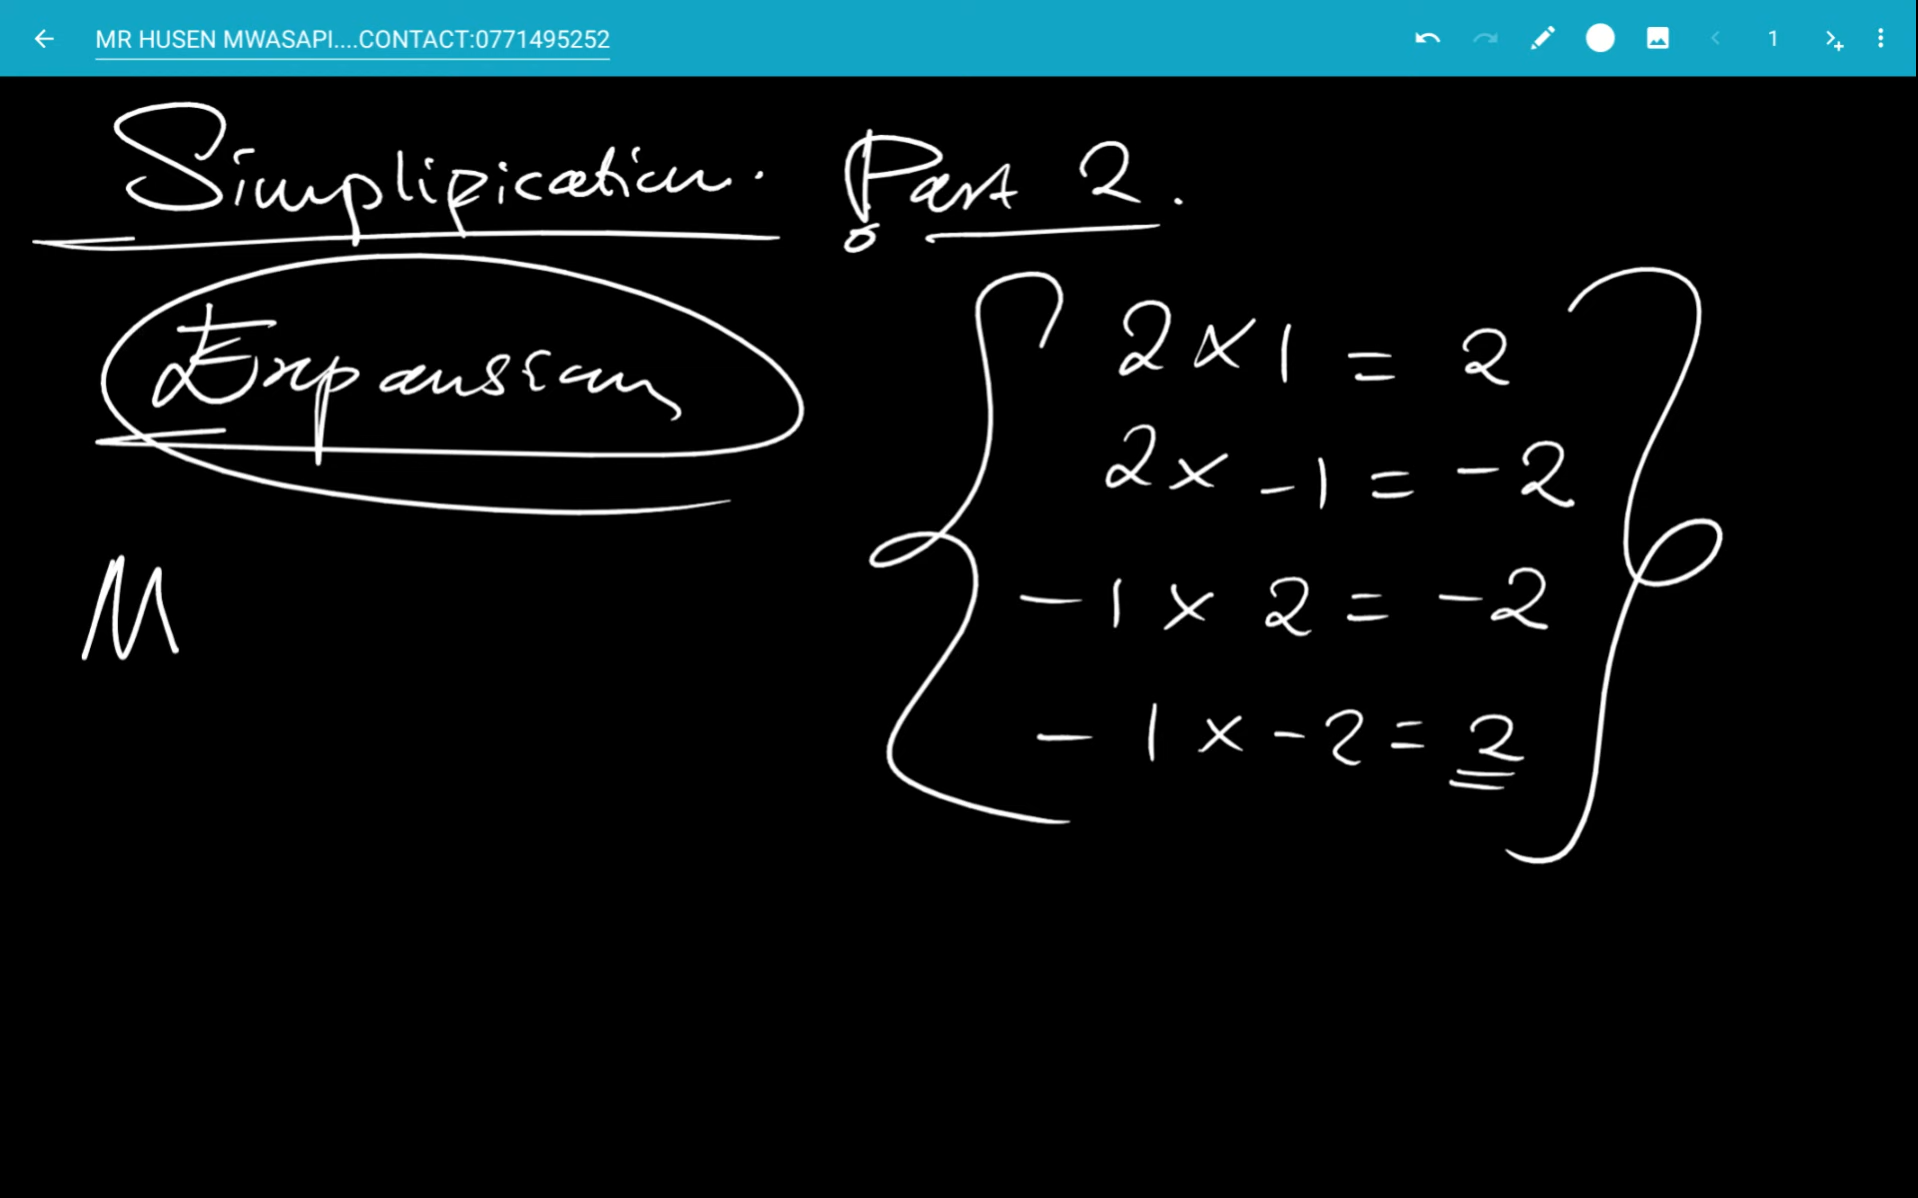 MR HUSEN MWASAPI....CONTACT:0771495252
1
Simplification. Part 2.
Expansion
2 × 1 = 2
2 × -1 = -2
-1 × 2 = -2
-1 × -2 = 2
M